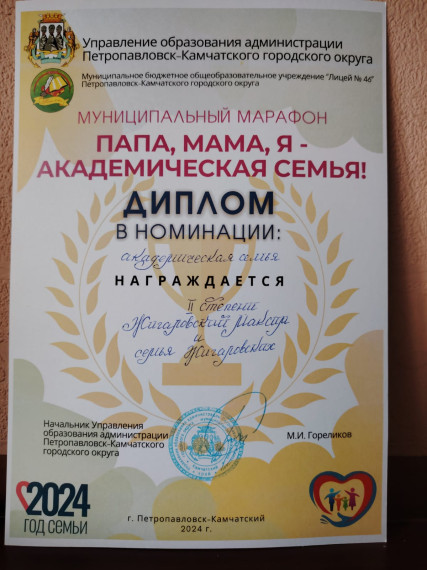 Управление образования администрации
Петропавловск-Камчатского городского округа
Муниципальное бюджетное общеобразовательное учреждение "Лицей № 46"
Петропавловск-Камчатского городского округа
МУНИЦИПАЛЬНЫЙ МАРАФОН
ПАПА, МАМА, Я -
АКАДЕМИЧЕСКАЯ СЕМЬЯ!
ДИПЛОМ
В НОМИНАЦИИ:
академическая семья
НАГРАЖДАЕТСЯ
II степени
Жигаровский
и
семья Жигаровских
Начальник Управления
образования администрации
Петропавловск-Камчатского
городского округа
М.И. Гореликов
2024
ГОД СЕМЬИ
г. Петропавловск-Камчатский
2024 г.